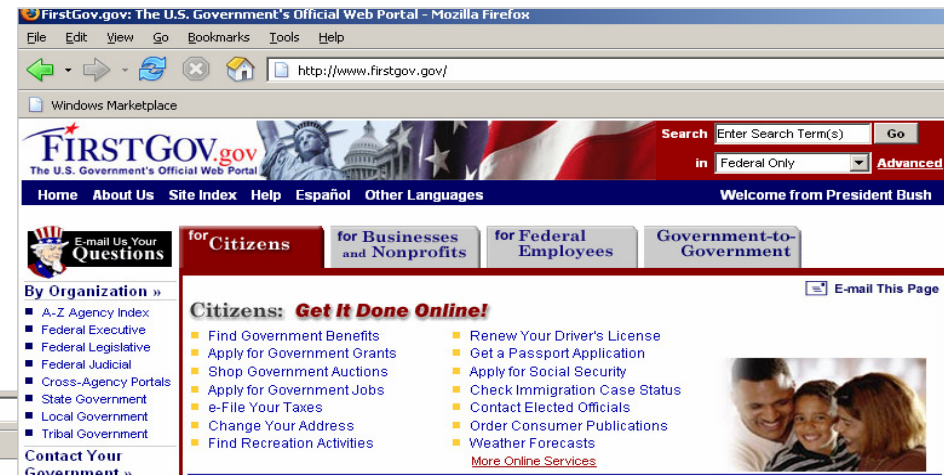 FirstGov.gov: The U.S. Government's Official Web Portal - Mozilla Firefox
File Edit View Go Bookmarks Tools Help
http://www.firstgov.gov/
Windows Marketplace
FIRSTGOV.gov
The U.S. Government's Official Web Portal
Search Enter Search Term(s) Go
in Federal Only Advanced
Home About Us Site Index Help Español Other Languages Welcome from President Bush
E-mail Us Your
Questions
for Citizens
for Businesses
and Nonprofits
for Federal
Employees
Government-to-
Government
E-mail This Page
By Organization »
A-Z Agency Index
Federal Executive
Federal Legislative
Federal Judicial
Cross-Agency Portals
State Government
Local Government
Tribal Government
Contact Your
Government »
Citizens: Get It Done Online!
Find Government Benefits
Apply for Government Grants
Shop Government Auctions
Apply for Government Jobs
e-File Your Taxes
Change Your Address
Find Recreation Activities
Renew Your Driver's License
Get a Passport Application
Apply for Social Security
Check Immigration Case Status
Contact Elected Officials
Order Consumer Publications
Weather Forecasts
More Online Services